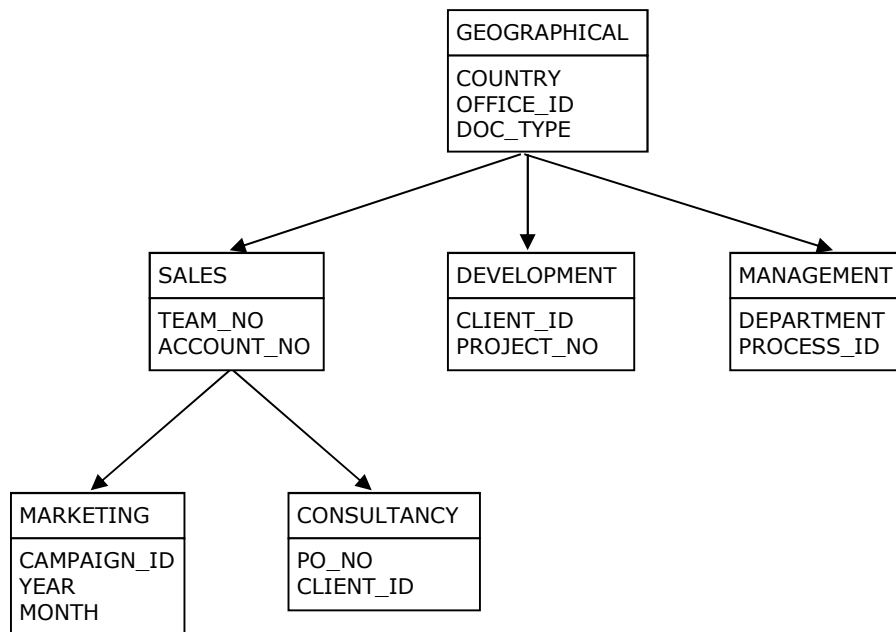 GEOGRAPHICAL
COUNTRY
OFFICE_ID
DOC_TYPE
SALES
TEAM_NO
ACCOUNT_NO
DEVELOPMENT
CLIENT_ID
PROJECT_NO
MANAGEMENT
DEPARTMENT
PROCESS_ID
MARKETING
CAMPAIGN_ID
YEAR
MONTH
CONSULTANCY
PO_NO
CLIENT_ID